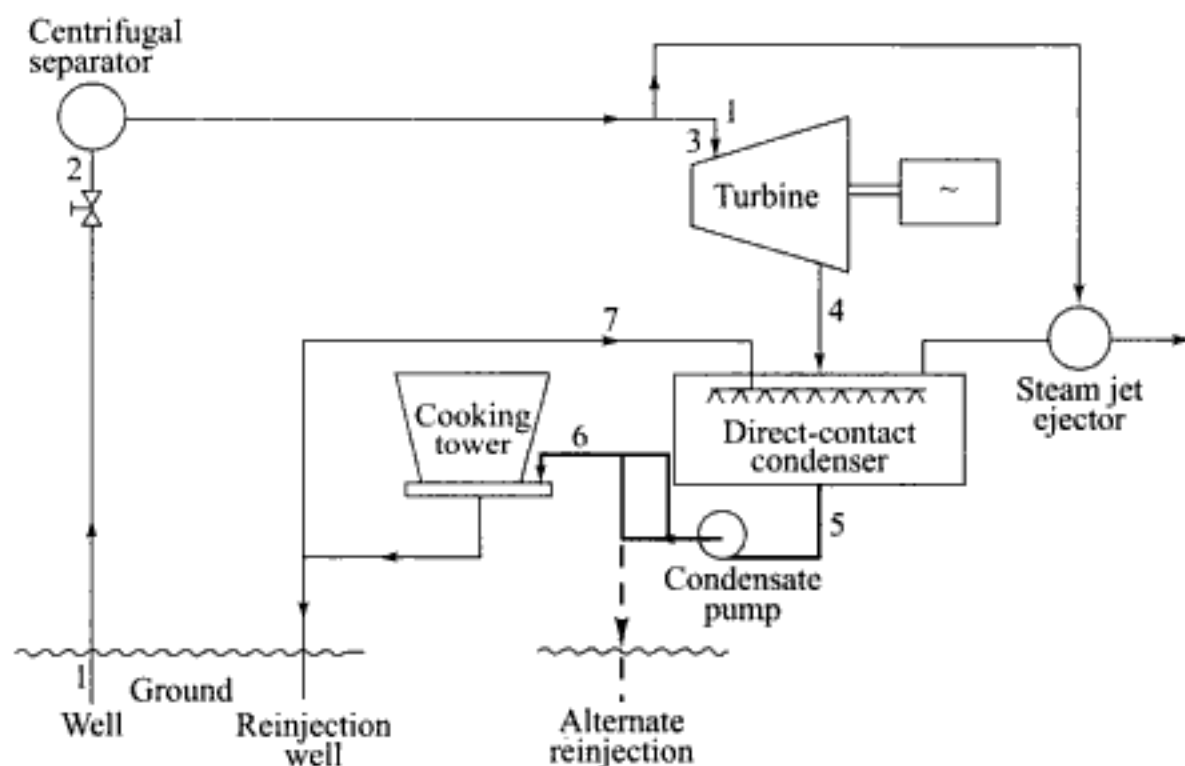 Centrifugal
separator
2
1
3
Turbine
~
4
7
Steam jet
ejector
Cooking
tower
6
Direct-contact
condenser
5
Condensate
pump
1
Ground
Well
Reinjection
well
Alternate
reinjection